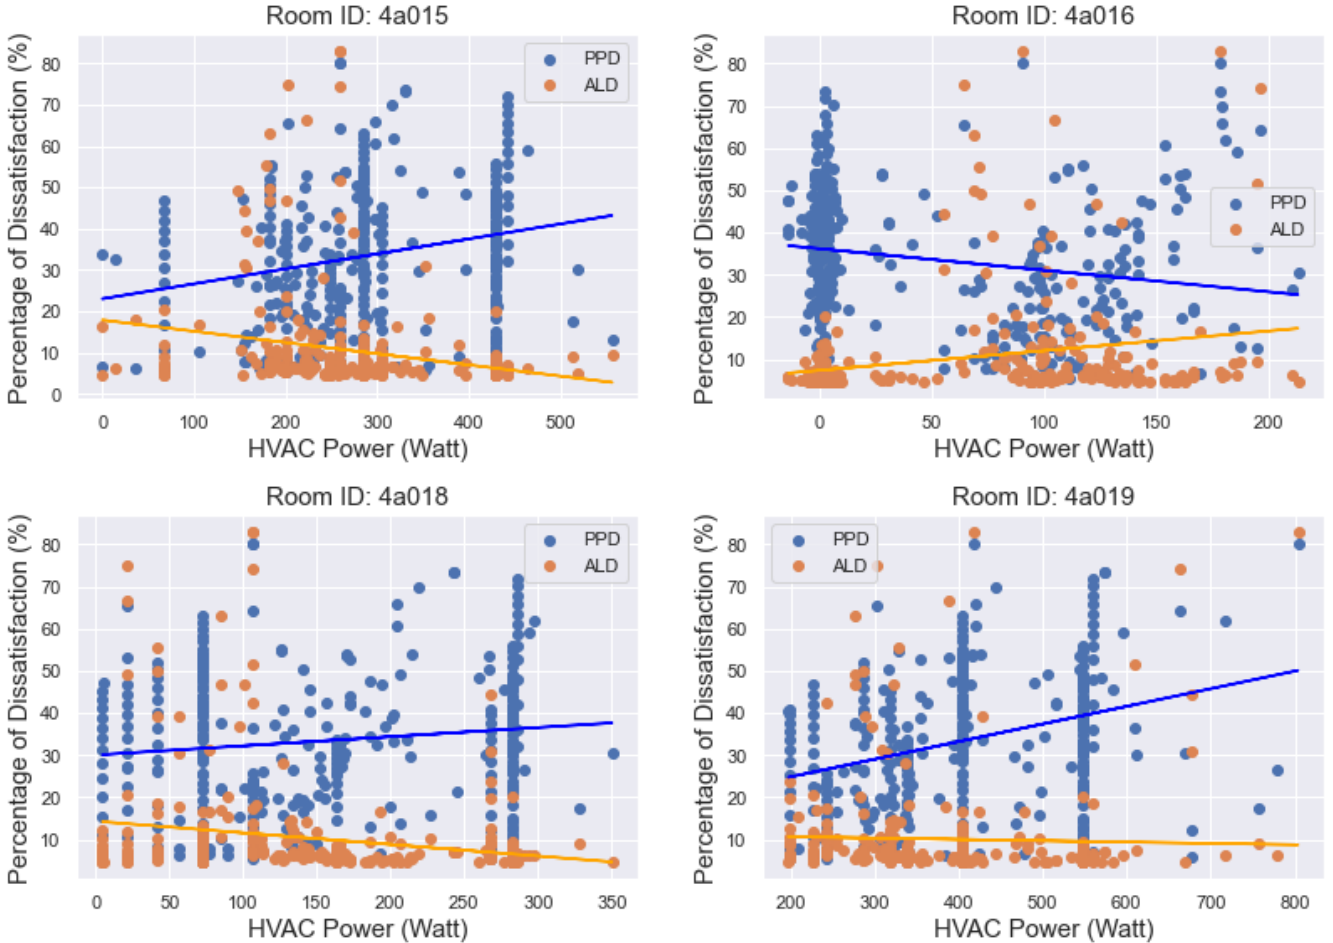 Room ID: 4a015
Percentage of Dissatisfaction (%)
80
70
60
50
40
30
20
10
0
PPD
ALD
0 100 200 300 400 500
HVAC Power (Watt)
Room ID: 4a016
Percentage of Dissatisfaction (%)
80
70
60
50
40
30
20
10
PPD
ALD
0 50 100 150 200
HVAC Power (Watt)
Room ID: 4a018
Percentage of Dissatisfaction (%)
80
70
60
50
40
30
20
10
PPD
ALD
0 50 100 150 200 250 300 350
HVAC Power (Watt)
Room ID: 4a019
Percentage of Dissatisfaction (%)
80
70
60
50
40
30
20
10
PPD
ALD
200 300 400 500 600 700 800
HVAC Power (Watt)